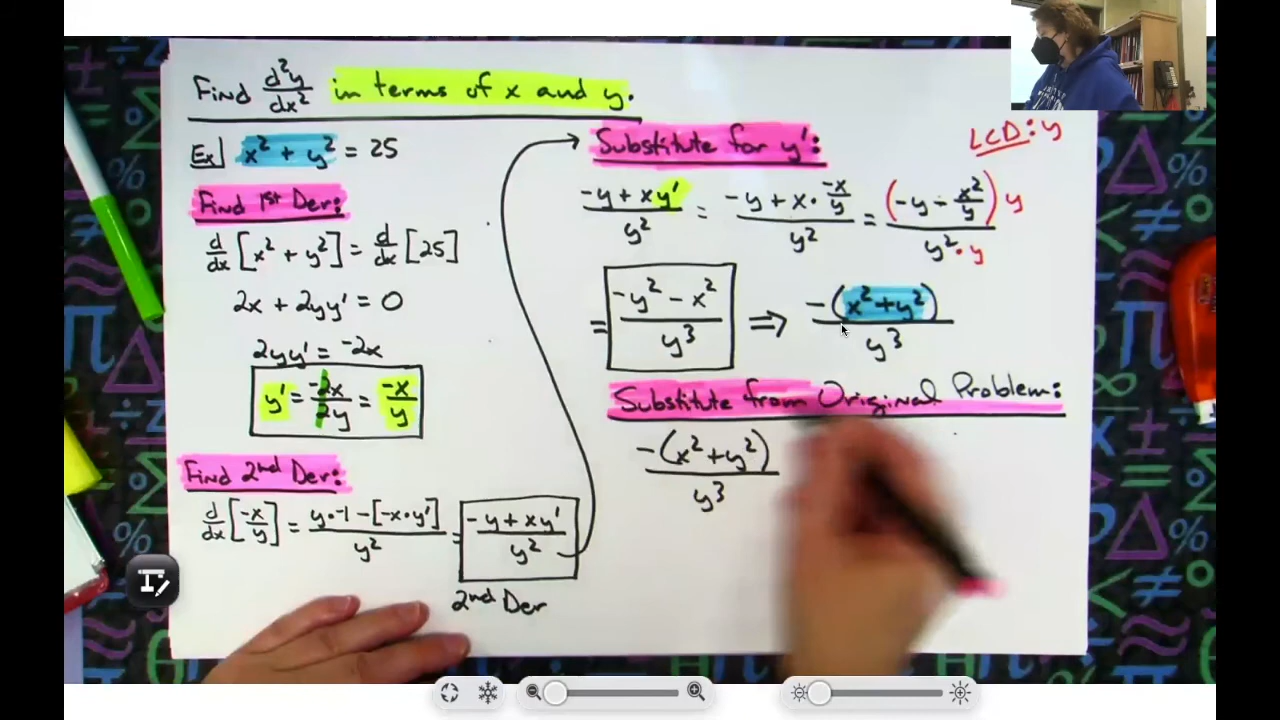 Find d²y/dx² in terms of x and y.
Ex] x² + y² = 25
Find 1st Der:
d/dx [x² + y²] = d/dx [25]
2x + 2yy' = 0
2yy' = -2x
y' = -2x/2y = -x/y
Find 2nd Der:
d/dx [-x/y] = (y·-1 - [-x·y'])/y² = (-y + xy')/y²
2nd Der
Substitute for y':
LCD: y
(-y + xy')/y² = (-y + x·-x/y)/y² = (-y - x²/y) y / y²·y
= (-y² - x²)/y³ ⇒ -(x² + y²)/y³
Substitute from Original Problem:
-(x² + y²)/y³